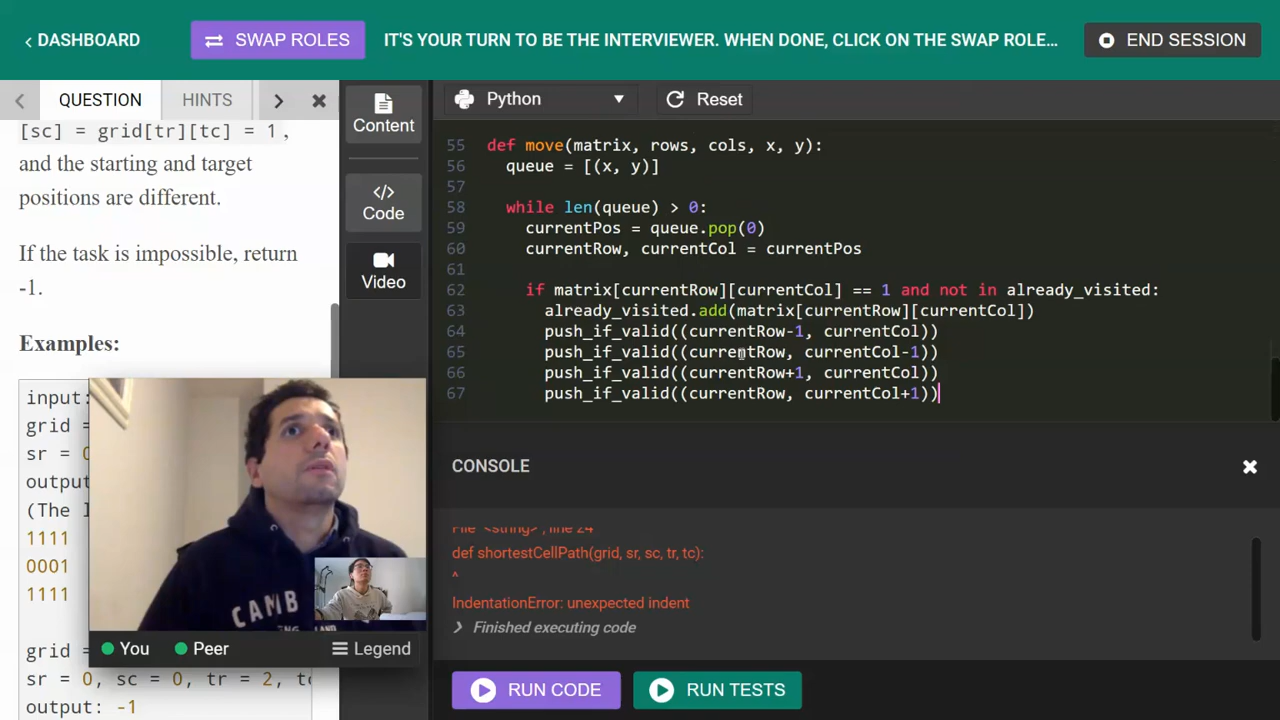 DASHBOARD
SWAP ROLES
IT'S YOUR TURN TO BE THE INTERVIEWER. WHEN DONE, CLICK ON THE SWAP ROLE...
END SESSION
QUESTION
HINTS
[sc] = grid[tr][tc] = 1,
and the starting and target
positions are different.
If the task is impossible, return
-1.
Examples:
input:
grid =
sr =
output
(The
1111
0001
1111
grid =
sr = 0, sc = 0, tr = 2,
output: -1
Content
</>
Code
Video
CAMB
You
Peer
Legend
Python
Reset
55 def move(matrix, rows, cols, x, y):
56 queue = [(x, y)]
57
58 while len(queue) > 0:
59 currentPos = queue.pop(0)
60 currentRow, currentCol = currentPos
61
62 if matrix[currentRow][currentCol] == 1 and not in already_visited:
63 already_visited.add(matrix[currentRow][currentCol])
64 push_if_valid((currentRow-1, currentCol))
65 push_if_valid((currentRow, currentCol-1))
66 push_if_valid((currentRow+1, currentCol))
67 push_if_valid((currentRow, currentCol+1))
CONSOLE
File "<string>", line 24
def shortestCellPath(grid, sr, sc, tr, tc):
^
IndentationError: unexpected indent
Finished executing code
RUN CODE
RUN TESTS